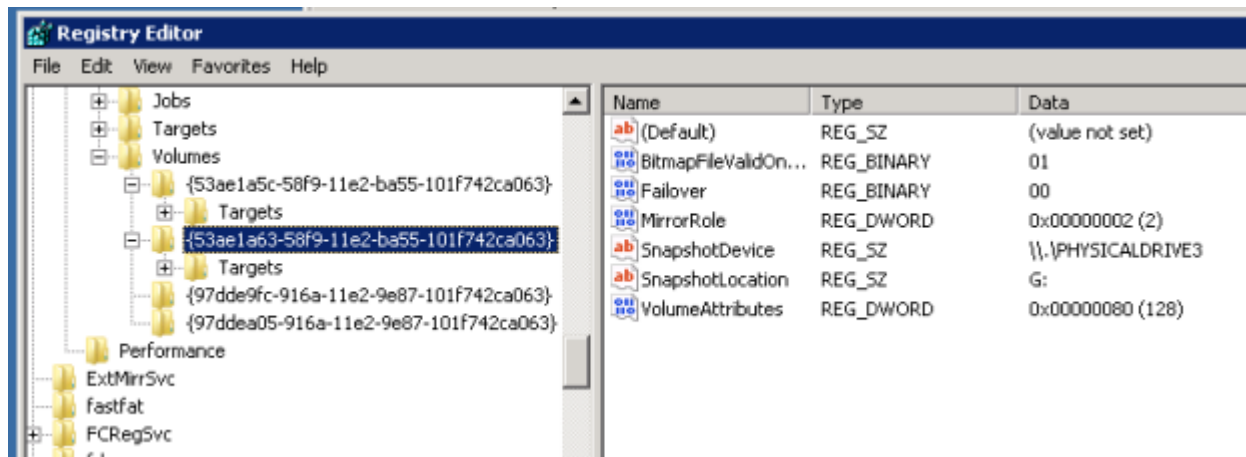 Registry Editor
File Edit View Favorites Help
Jobs
Targets
Volumes
{53ae1a5c-58f9-11e2-ba55-101f742ca063}
Targets
{53ae1a63-58f9-11e2-ba55-101f742ca063}
Targets
{97dde9fc-916a-11e2-9e87-101f742ca063}
{97ddea05-916a-11e2-9e87-101f742ca063}
Performance
ExtMirrSvc
fastfat
FCRegSvc
Name Type Data
ab (Default) REG_SZ (value not set)
BitmapFileValidOn... REG_BINARY 01
Failover REG_BINARY 00
MirrorRole REG_DWORD 0x00000002 (2)
ab SnapshotDevice REG_SZ \\.\PHYSICALDRIVE3
ab SnapshotLocation REG_SZ G:
VolumeAttributes REG_DWORD 0x00000080 (128)